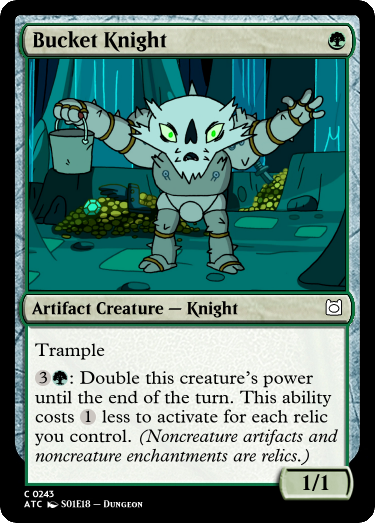 Bucket Knight
Artifact Creature — Knight
Trample
3: Double this creature's power
until the end of the turn. This ability
costs 1 less to activate for each relic
you control. (Noncreature artifacts and
noncreature enchantments are relics.)
1/1
C 0243
ATC S01E18 – Dungeon